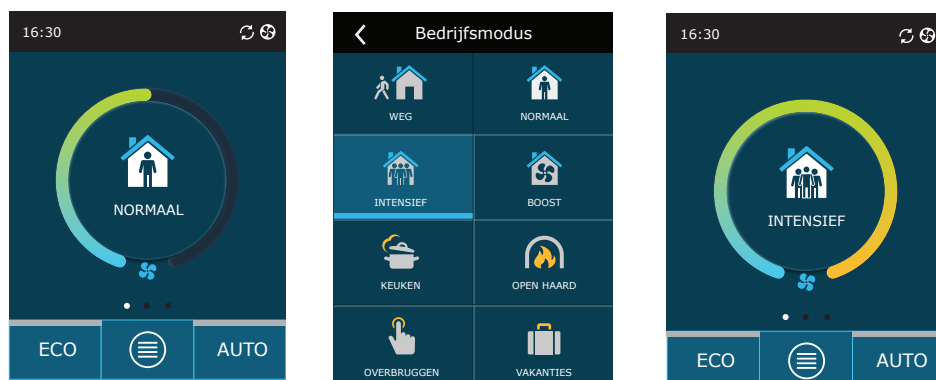 16:30
NORMAAL
ECO
AUTO
Bedrijfsmodus
WEG
NORMAAL
INTENSIEF
BOOST
KEUKEN
OPEN HAARD
OVERBRUGGEN
VAKANTIES
16:30
INTENSIEF
ECO
AUTO